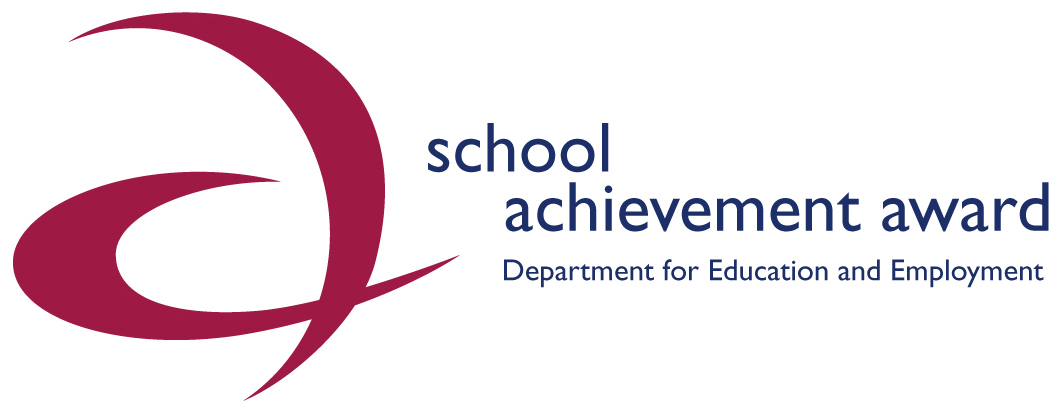 school
achievement award
Department for Education and Employment